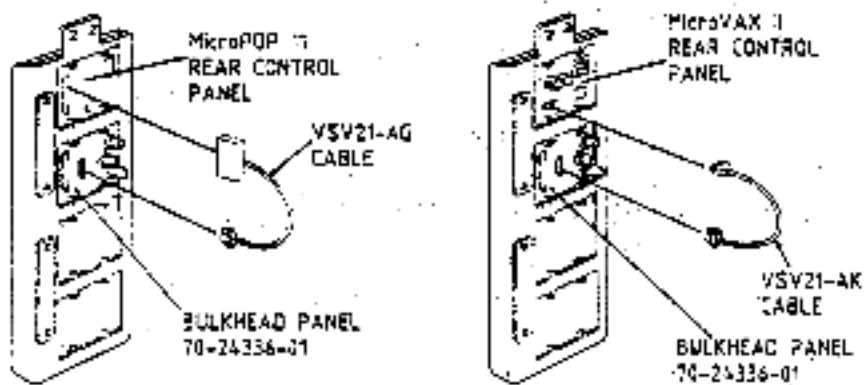 MicroPDP 11
REAR CONTROL
PANEL
VSV21-AG
CABLE
BULKHEAD PANEL
70-24336-01
MicroVAX II
REAR CONTROL
PANEL
VSV21-AK
CABLE
BULKHEAD PANEL
70-24336-01